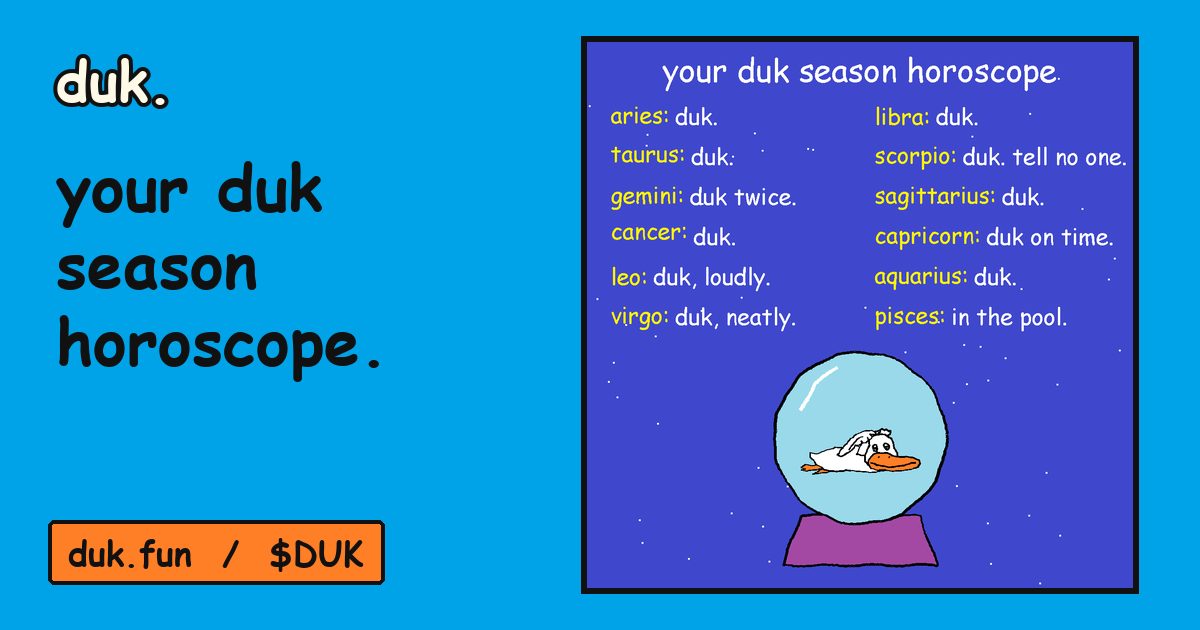 duk.
your duk
season
horoscope.
duk.fun / $DUK
your duk season horoscope
aries: duk.
taurus: duk.
gemini: duk twice.
cancer: duk.
leo: duk, loudly.
virgo: duk, neatly.
libra: duk.
scorpio: duk. tell no one.
sagittarius: duk.
capricorn: duk on time.
aquarius: duk.
pisces: in the pool.